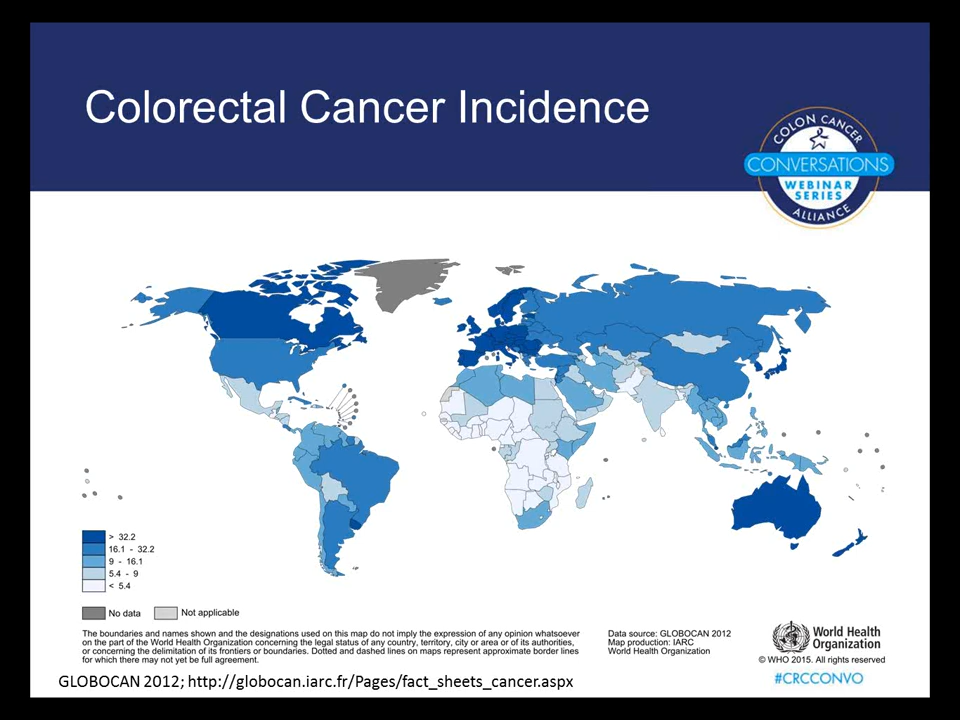 Colorectal Cancer Incidence
COLON CANCER
CONVERSATIONS
WEBINAR
SERIES
ALLIANCE
> 32.2
16.1 - 32.2
9 - 16.1
5.4 - 9
< 5.4
No data
Not applicable
The boundaries and names shown and the designations used on this map do not imply the expression of any opinion whatsoever
on the part of the World Health Organization concerning the legal status of any country, territory, city or area or of its authorities,
or concerning the delimitation of its frontiers or boundaries. Dotted and dashed lines on maps represent approximate border lines
for which there may not yet be full agreement.
Data source: GLOBOCAN 2012
Map production: IARC
World Health Organization
World Health
Organization
© WHO 2015. All rights reserved
GLOBOCAN 2012; http://globocan.iarc.fr/Pages/fact_sheets_cancer.aspx
#CRCCONVO